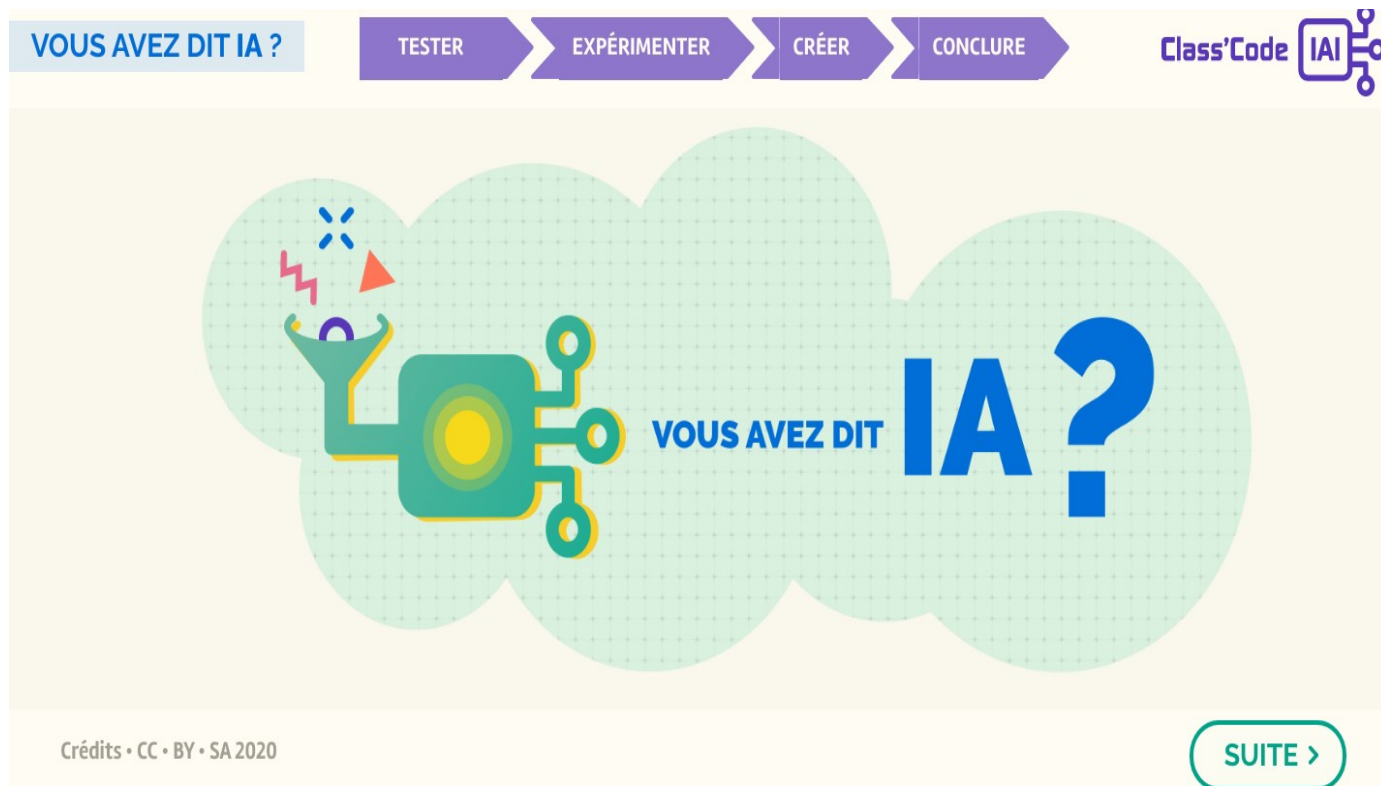 VOUS AVEZ DIT IA ?
TESTER
EXPÉRIMENTER
CRÉER
CONCLURE
Class'Code IAI
VOUS AVEZ DIT IA ?
Crédits • CC • BY • SA 2020
SUITE >